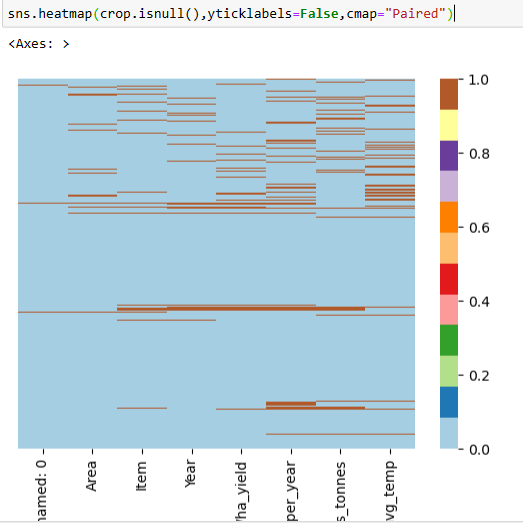 sns.heatmap(crop.isnull(),yticklabels=False,cmap="Paired")
<Axes: >
1.0
0.8
0.6
0.4
0.2
0.0
named: 0
Area
Item
Year
/ha_yield
per_year
s_tonnes
vg_temp